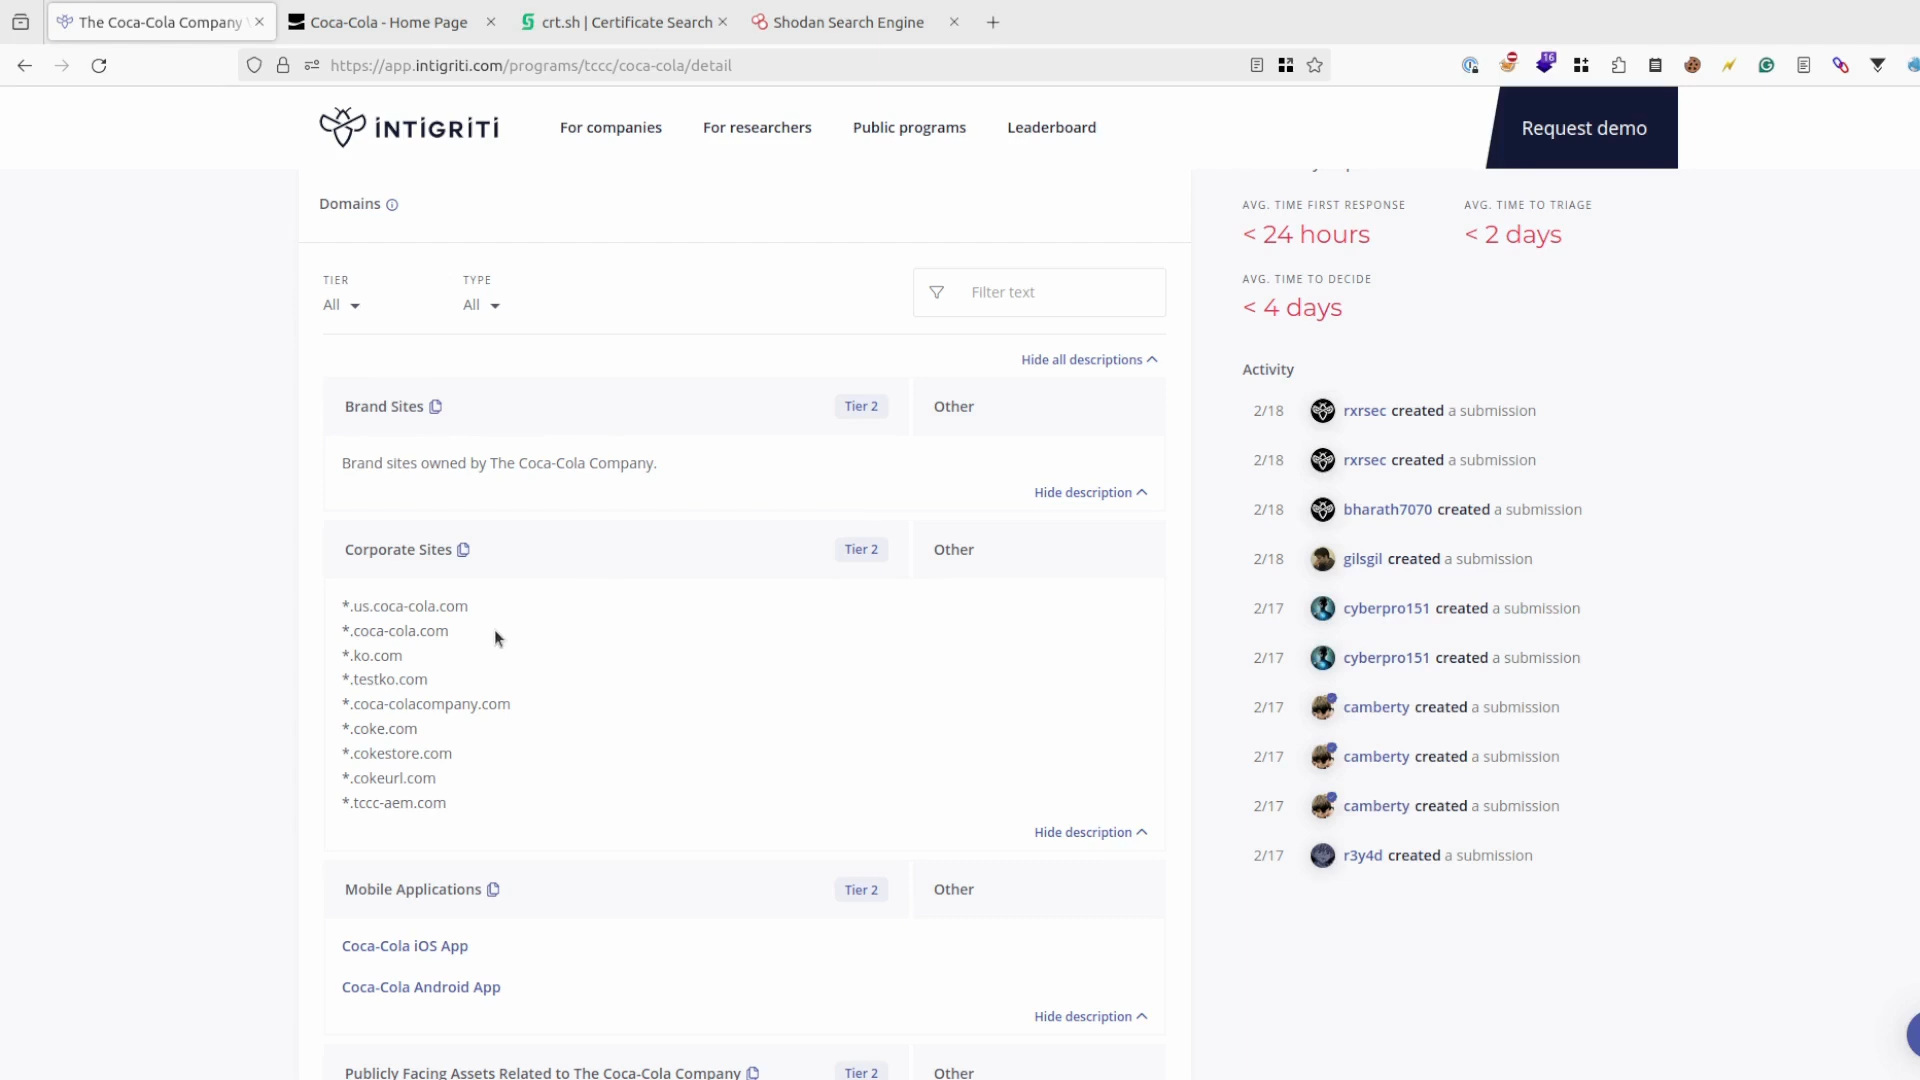 The Coca-Cola Company
Coca-Cola - Home Page
crt.sh | Certificate Search
Shodan Search Engine
https://app.intigriti.com/programs/tccc/coca-cola/detail
16
INTIGRITI
For companies
For researchers
Public programs
Leaderboard
Request demo
Domains
TIER
TYPE
All
All
Filter text
Hide all descriptions
Brand Sites
Tier 2
Other
Brand sites owned by The Coca-Cola Company.
Hide description
Corporate Sites
Tier 2
Other
*.us.coca-cola.com
*.coca-cola.com
*.ko.com
*.testko.com
*.coca-colacompany.com
*.coke.com
*.cokestore.com
*.cokeurl.com
*.tccc-aem.com
Hide description
Mobile Applications
Tier 2
Other
Coca-Cola iOS App
Coca-Cola Android App
Hide description
Publicly Facing Assets Related to The Coca-Cola Company
Tier 2
Other
AVG. TIME FIRST RESPONSE
AVG. TIME TO TRIAGE
< 24 hours
< 2 days
AVG. TIME TO DECIDE
< 4 days
Activity
2/18 rxrsec created a submission
2/18 rxrsec created a submission
2/18 bharath7070 created a submission
2/18 gilsgil created a submission
2/17 cyberpro151 created a submission
2/17 cyberpro151 created a submission
2/17 camberty created a submission
2/17 camberty created a submission
2/17 camberty created a submission
2/17 r3y4d created a submission